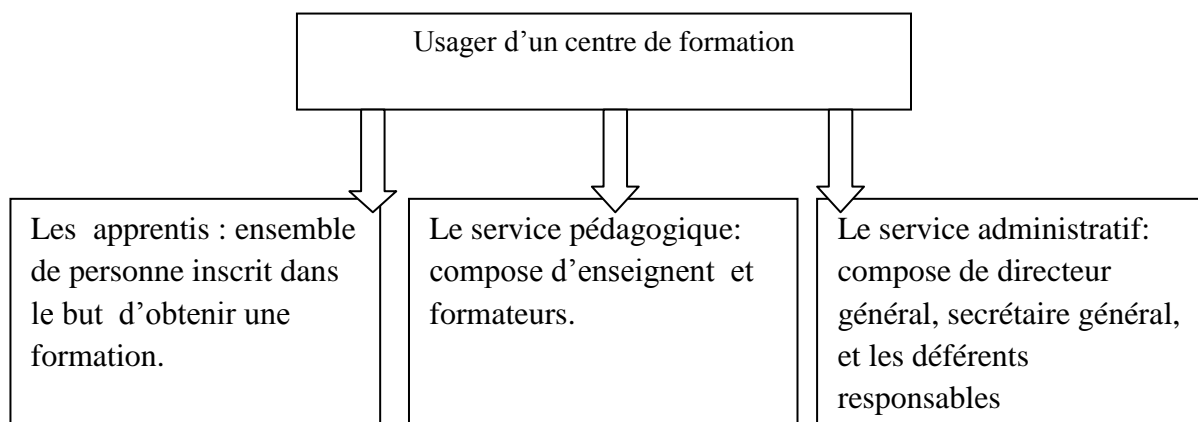 Usager d’un centre de formation
Les apprentis : ensemble
de personne inscrit dans
le but d’obtenir une
formation.
Le service pédagogique:
compose d’enseignent et
formateurs.
Le service administratif:
compose de directeur
général, secrétaire général,
et les déférents
responsables